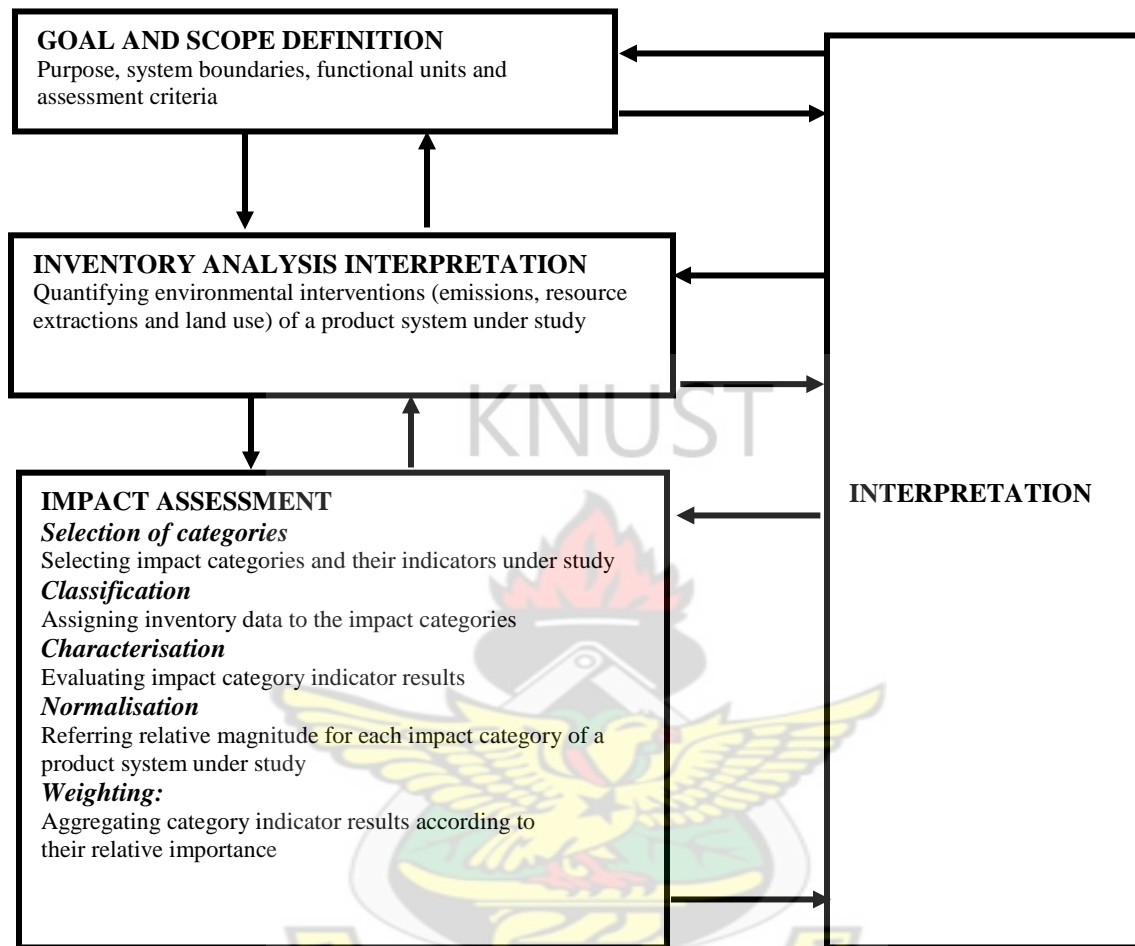 GOAL AND SCOPE DEFINITION
Purpose, system boundaries, functional units and
assessment criteria
INVENTORY ANALYSIS INTERPRETATION
Quantifying environmental interventions (emissions, resource
extractions and land use) of a product system under study
KNUST
IMPACT ASSESSMENT
Selection of categories
Selecting impact categories and their indicators under study
Classification
Assigning inventory data to the impact categories
Characterisation
Evaluating impact category indicator results
Normalisation
Referring relative magnitude for each impact category of a
product system under study
Weighting:
Aggregating category indicator results according to
their relative importance
INTERPRETATION